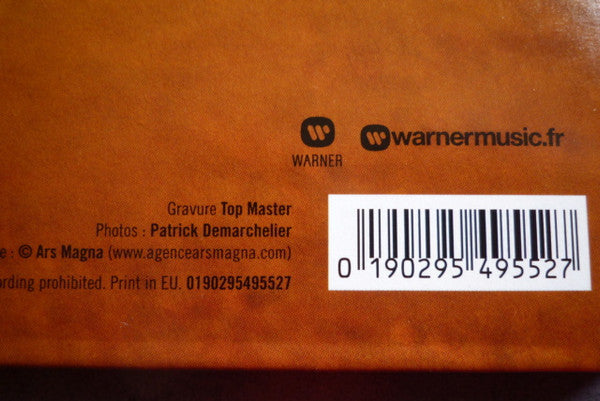 WARNER
warnermusic.fr
Gravure Top Master
Photos : Patrick Demarchelier
e : © Ars Magna (www.agencearsmagna.com)
rding prohibited. Print in EU. 0190295495527
0 190295 495527